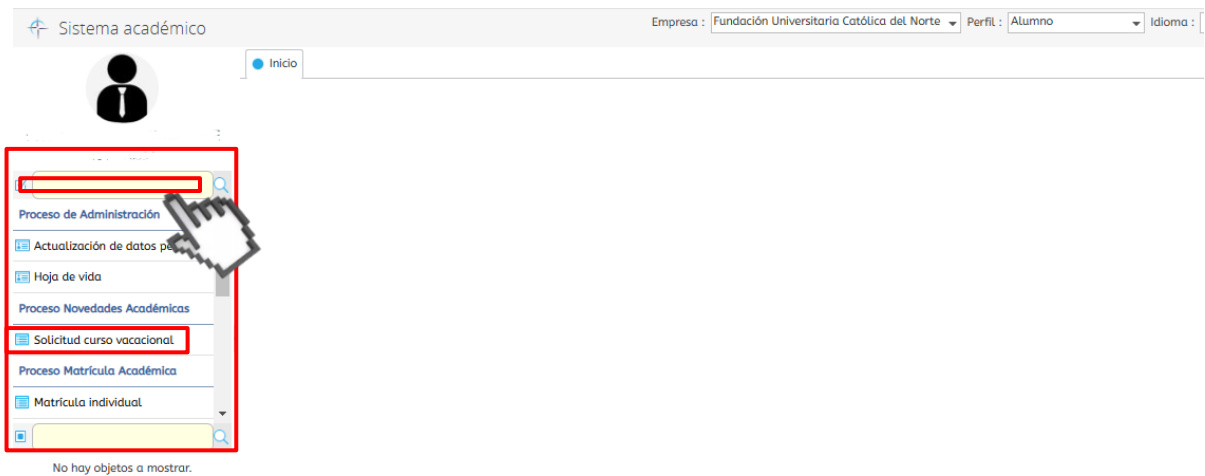 Sistema académico
Empresa : Fundación Universitaria Católica del Norte Perfil : Alumno Idioma :
Inicio
Proceso de Administración
Actualización de datos
Hoja de vida
Proceso Novedades Académicas
Solicitud curso vacacional
Proceso Matrícula Académica
Matrícula individual
No hay objetos a mostrar.